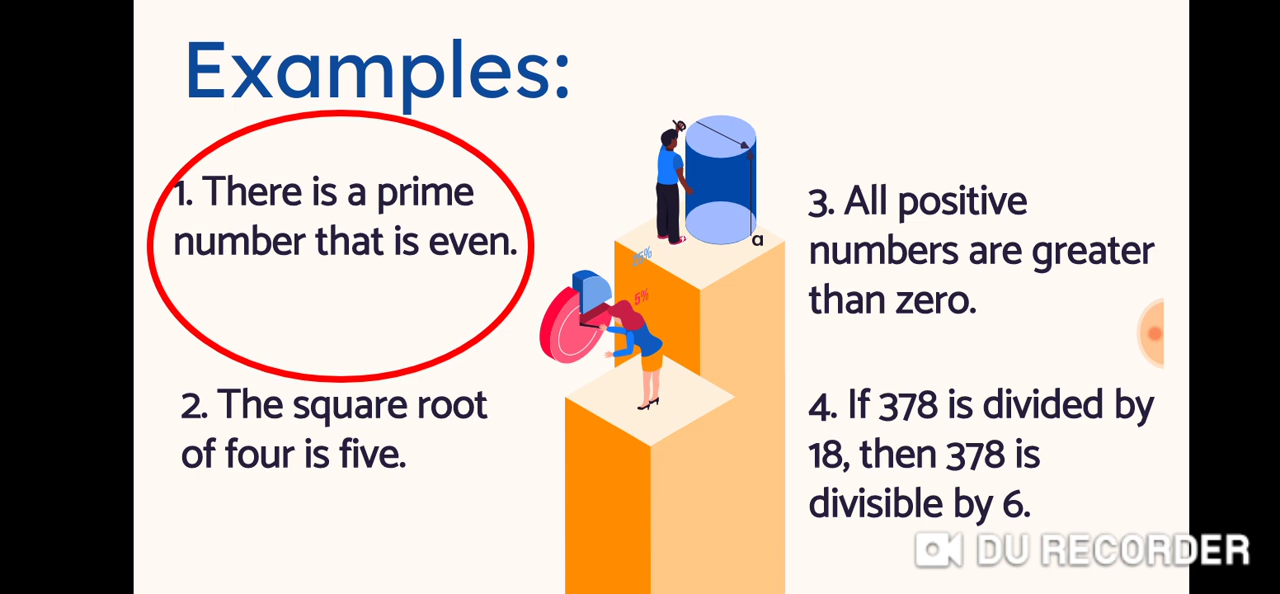 Examples:
1. There is a prime
number that is even.
2. The square root
of four is five.
25%
5%
a
3. All positive
numbers are greater
than zero.
4. If 378 is divided by
18, then 378 is
divisible by 6.
DU RECORDER